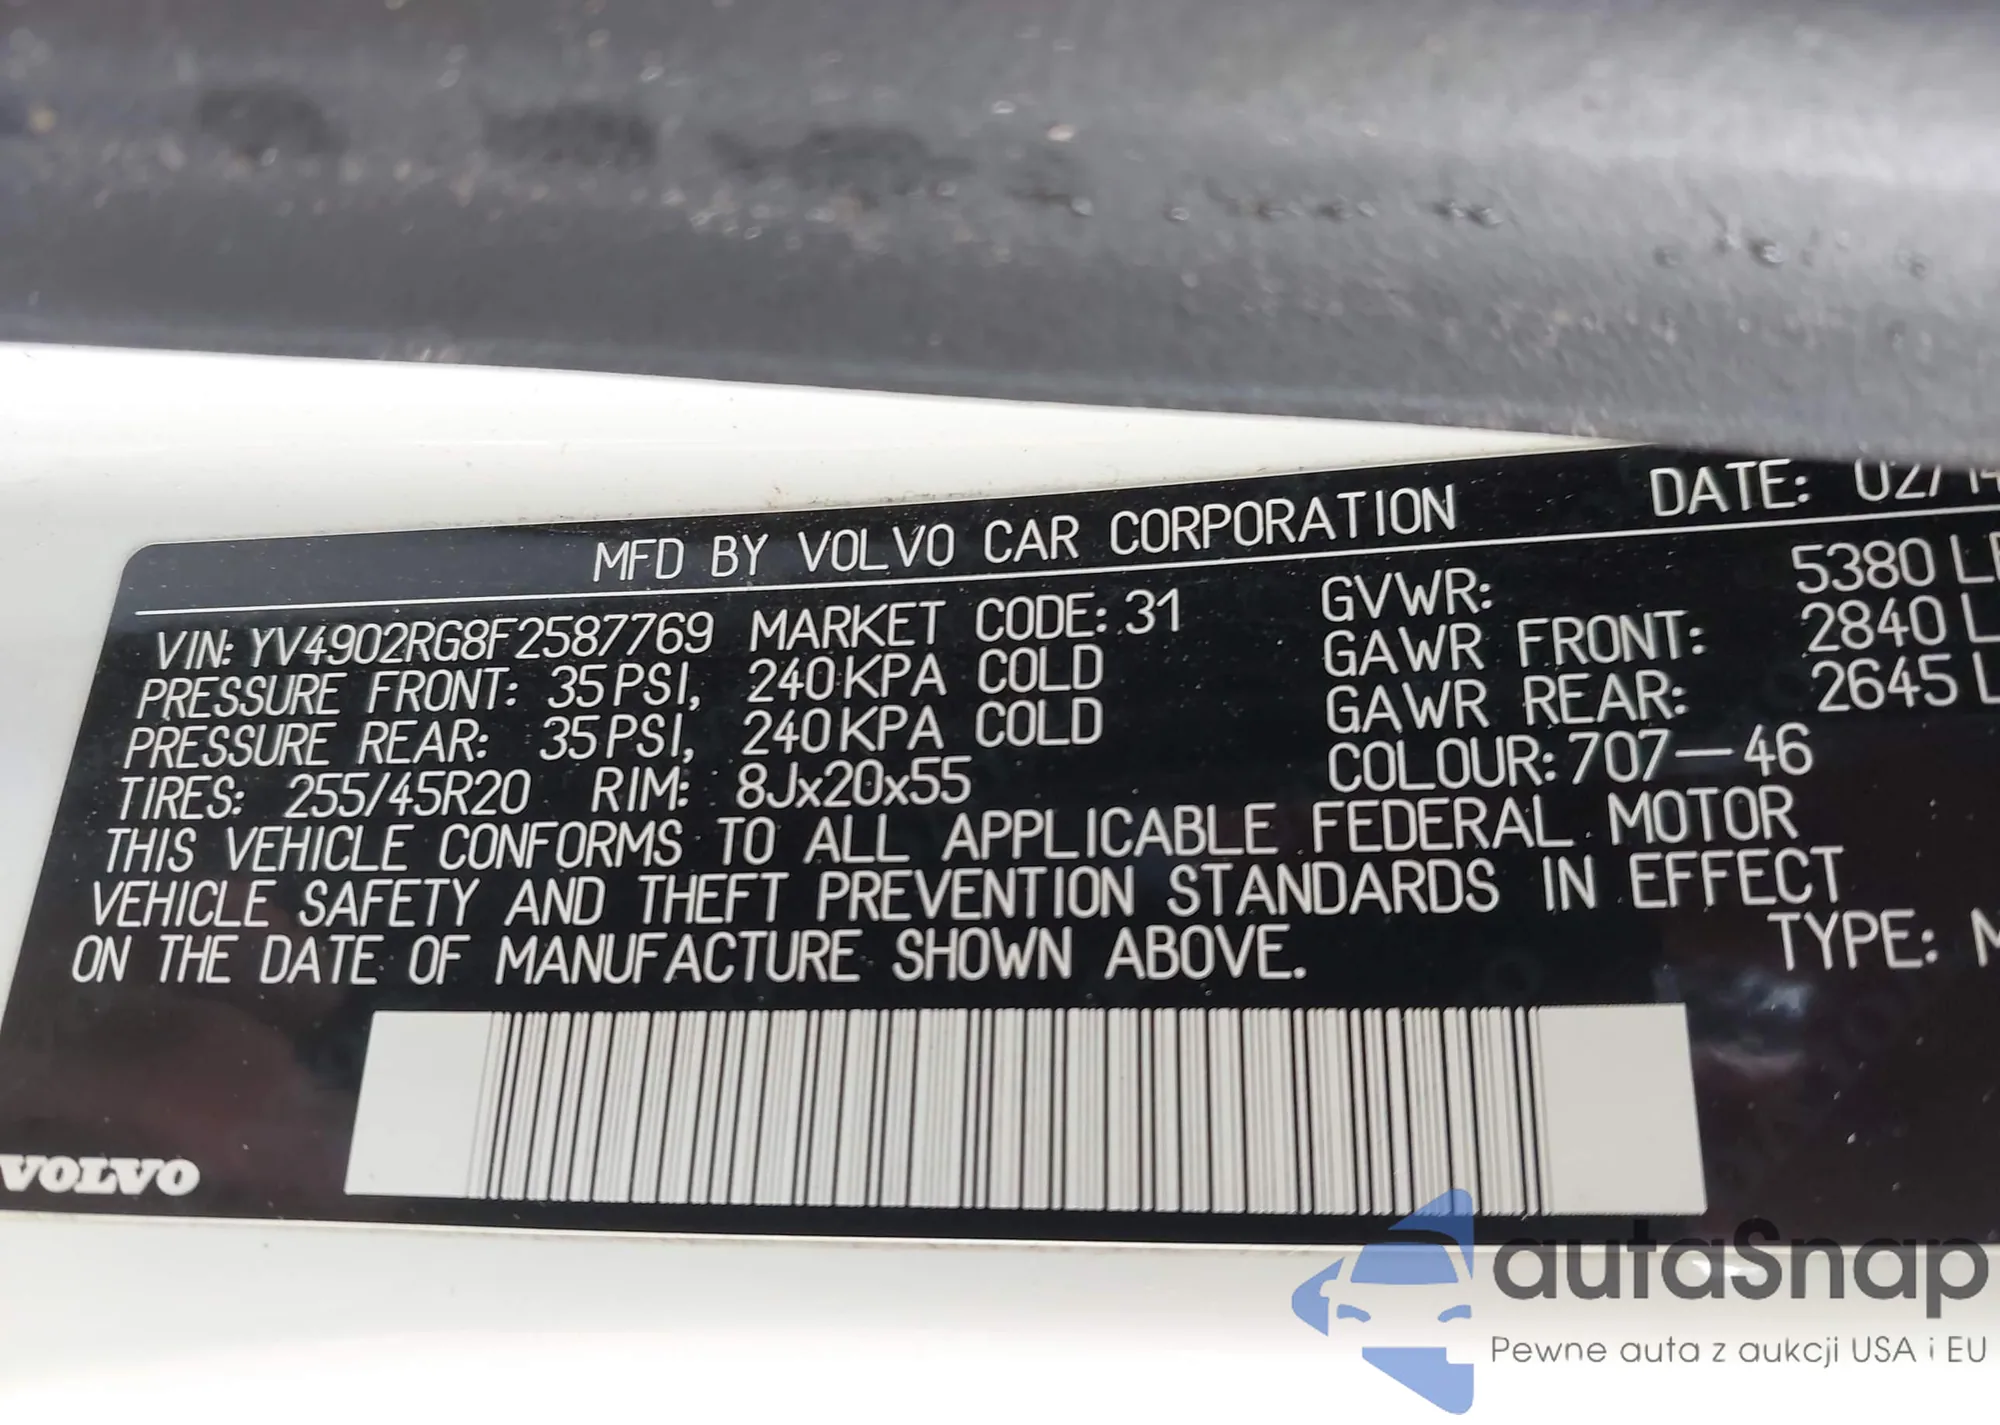 MFD BY VOLVO CAR CORPORATION DATE: 02/14
VIN: YV4902RG8F2587769 MARKET CODE: 31 GVWR: 5380 LB
PRESSURE FRONT: 35 PSI, 240 KPA COLD GAWR FRONT: 2840 L
PRESSURE REAR: 35 PSI, 240 KPA COLD GAWR REAR: 2645 L
TIRES: 255/45R20 RIM: 8Jx20x55 COLOUR: 707-46
THIS VEHICLE CONFORMS TO ALL APPLICABLE FEDERAL MOTOR
VEHICLE SAFETY AND THEFT PREVENTION STANDARDS IN EFFECT
ON THE DATE OF MANUFACTURE SHOWN ABOVE. TYPE: M
VOLVO
autaSnap
Pewne auta z aukcji USA i EU